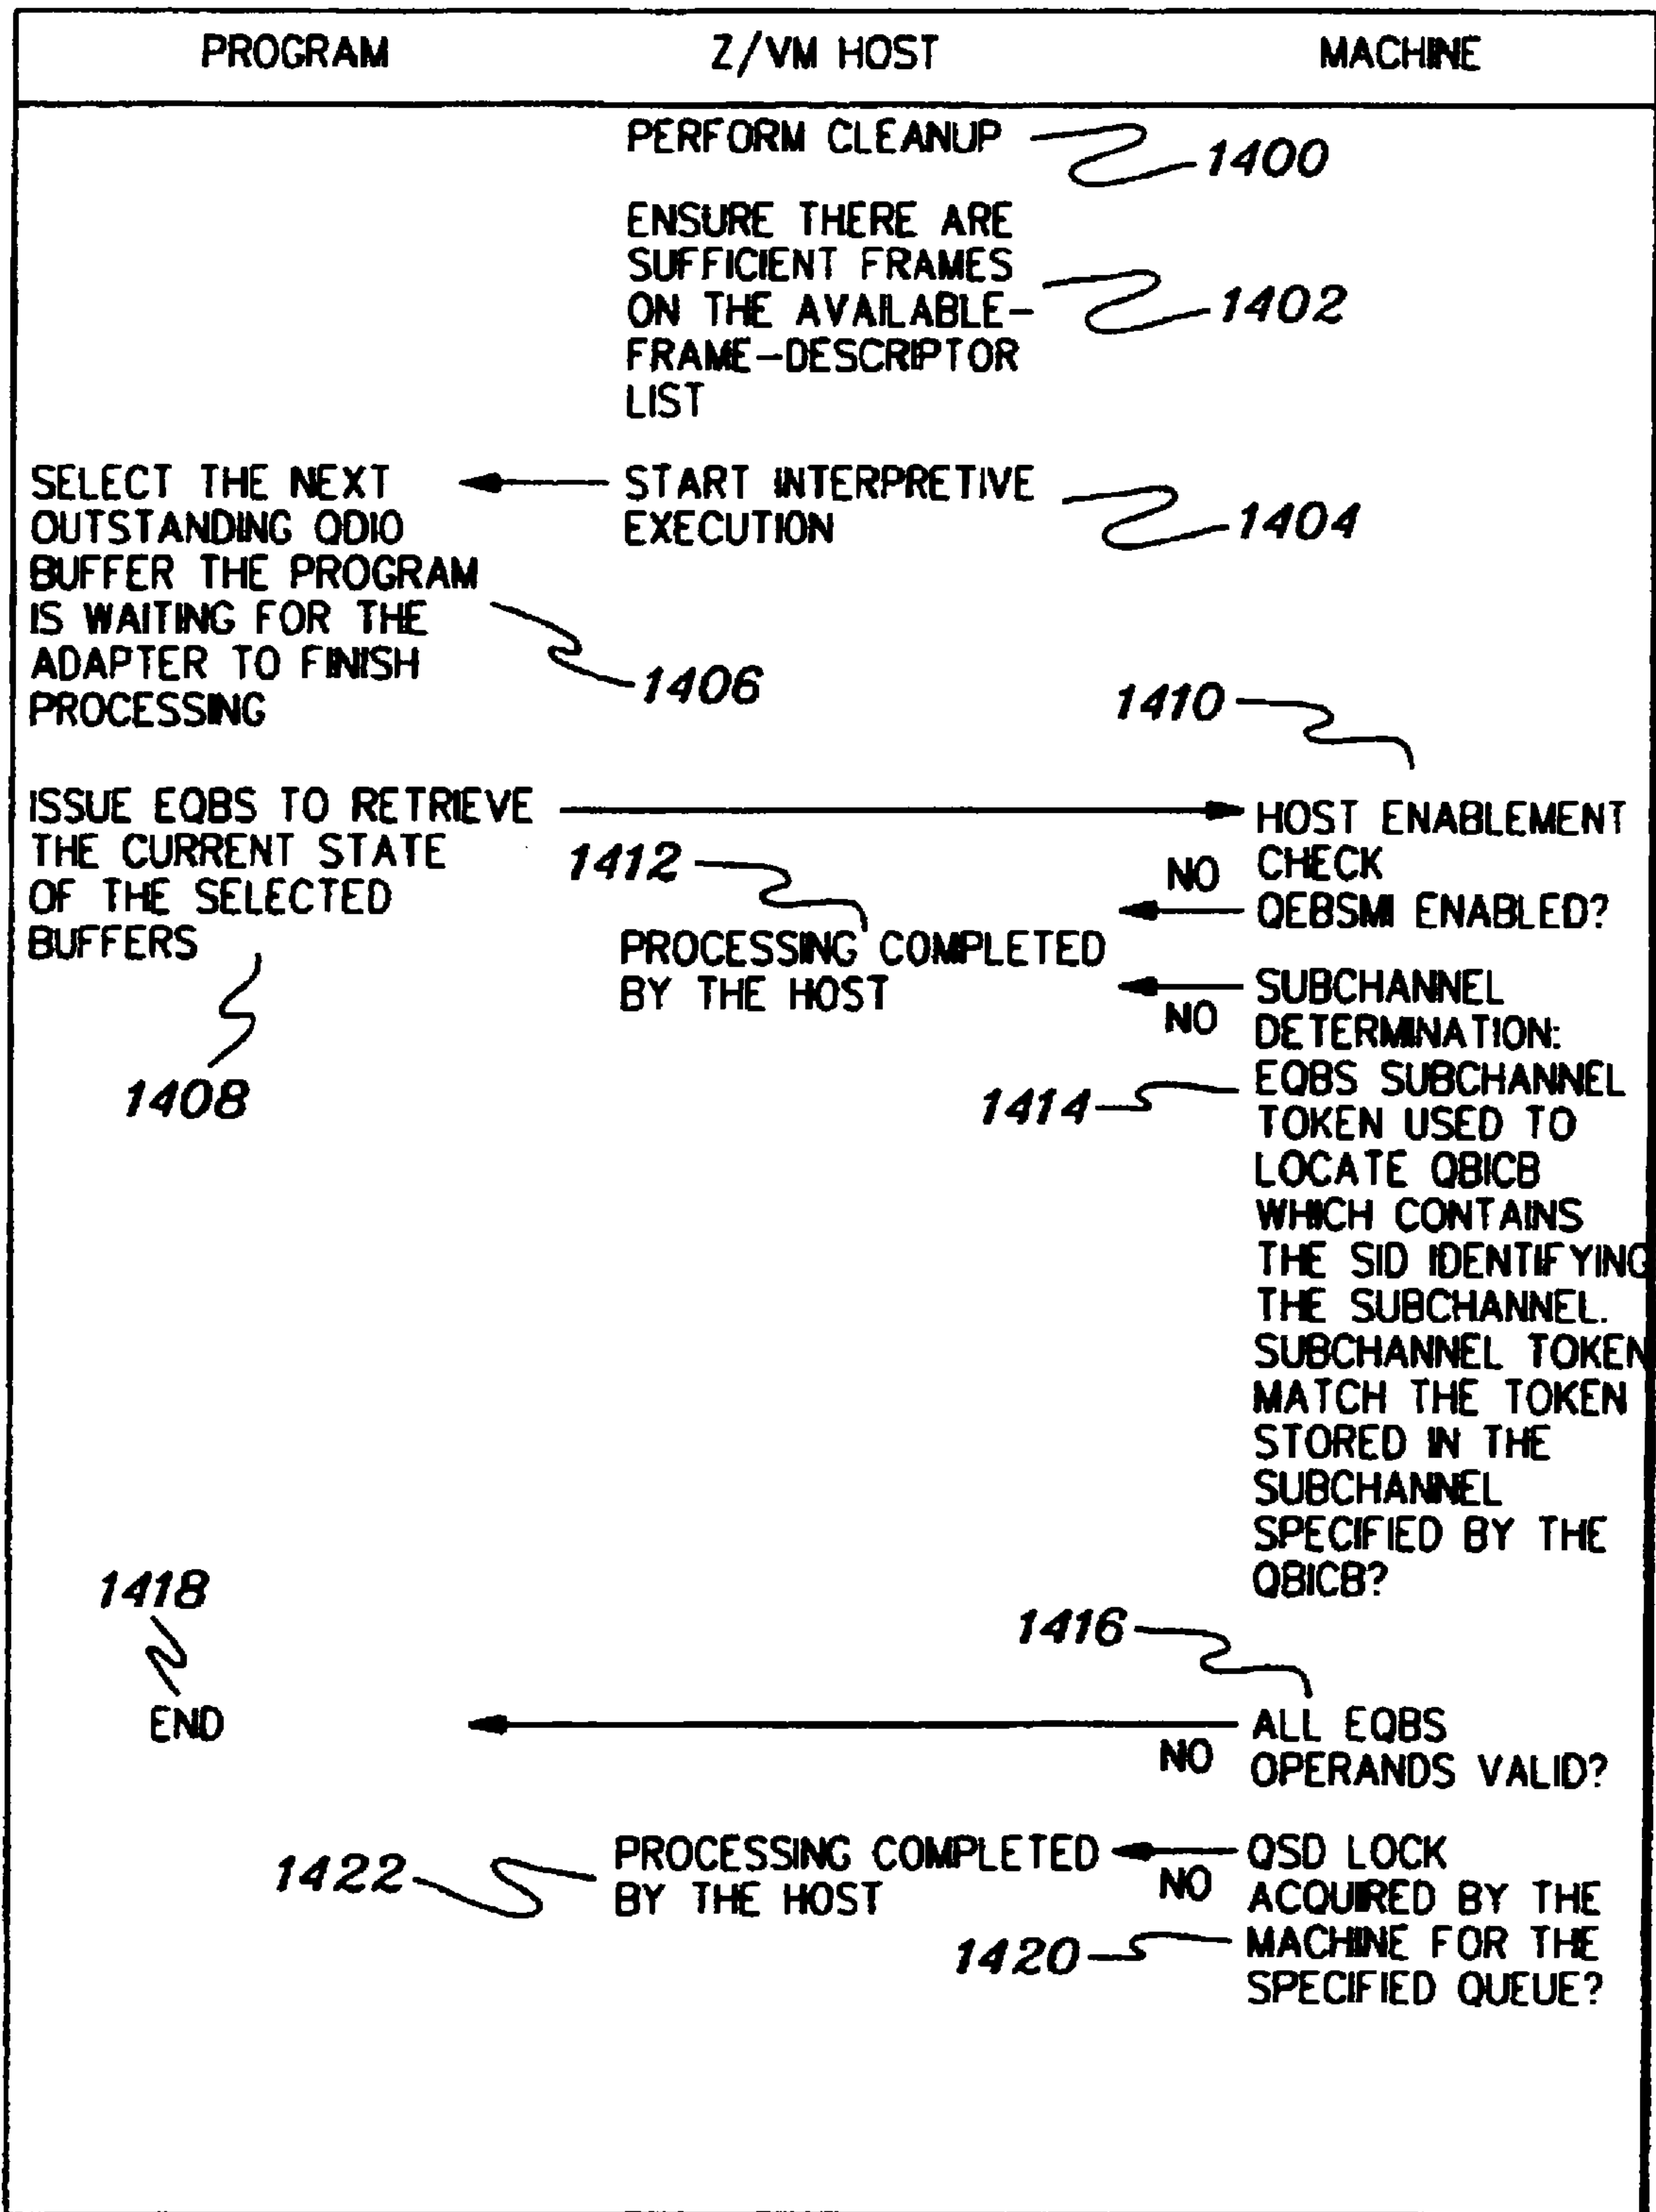 PROGRAM
Z/VM HOST
MACHINE
PERFORM CLEANUP
1400
ENSURE THERE ARE
SUFFICIENT FRAMES
ON THE AVAILABLE-
FRAME-DESCRIPTOR
LIST
1402
SELECT THE NEXT
OUTSTANDING QDIO
BUFFER THE PROGRAM
IS WAITING FOR THE
ADAPTER TO FINISH
PROCESSING
START INTERPRETIVE
EXECUTION
1404
1406
1410
ISSUE EQBS TO RETRIEVE
THE CURRENT STATE
OF THE SELECTED
BUFFERS
1408
HOST ENABLEMENT
CHECK
QEBSMI ENABLED?
NO
1412
PROCESSING COMPLETED
BY THE HOST
NO
SUBCHANNEL
DETERMINATION:
EQBS SUBCHANNEL
TOKEN USED TO
LOCATE QBICB
WHICH CONTAINS
THE SID IDENTIFYING
THE SUBCHANNEL.
SUBCHANNEL TOKEN
MATCH THE TOKEN
STORED IN THE
SUBCHANNEL
SPECIFIED BY THE
QBICB?
1414
1418
END
1416
NO
ALL EQBS
OPERANDS VALID?
1422
PROCESSING COMPLETED
BY THE HOST
NO
QSD LOCK
ACQUIRED BY THE
MACHINE FOR THE
SPECIFIED QUEUE?
1420